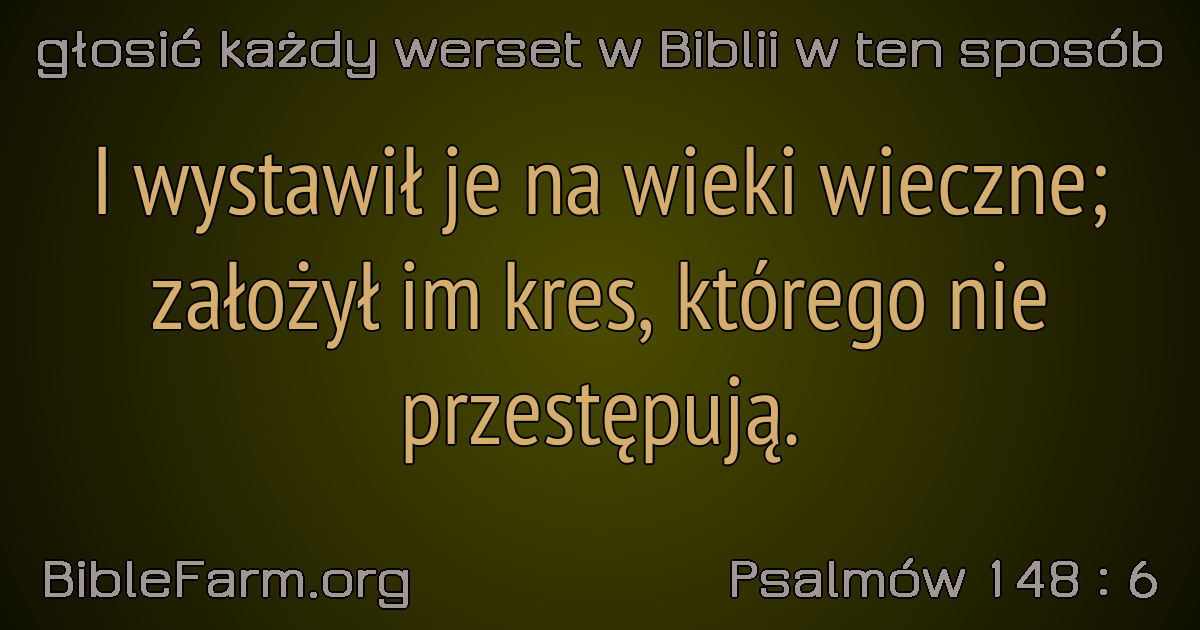 głosić każdy werset w Biblii w ten sposób
I wystawił je na wieki wieczne;
założył im kres, którego nie
przestępują.
BibleFarm.org
Psalmów 148 : 6